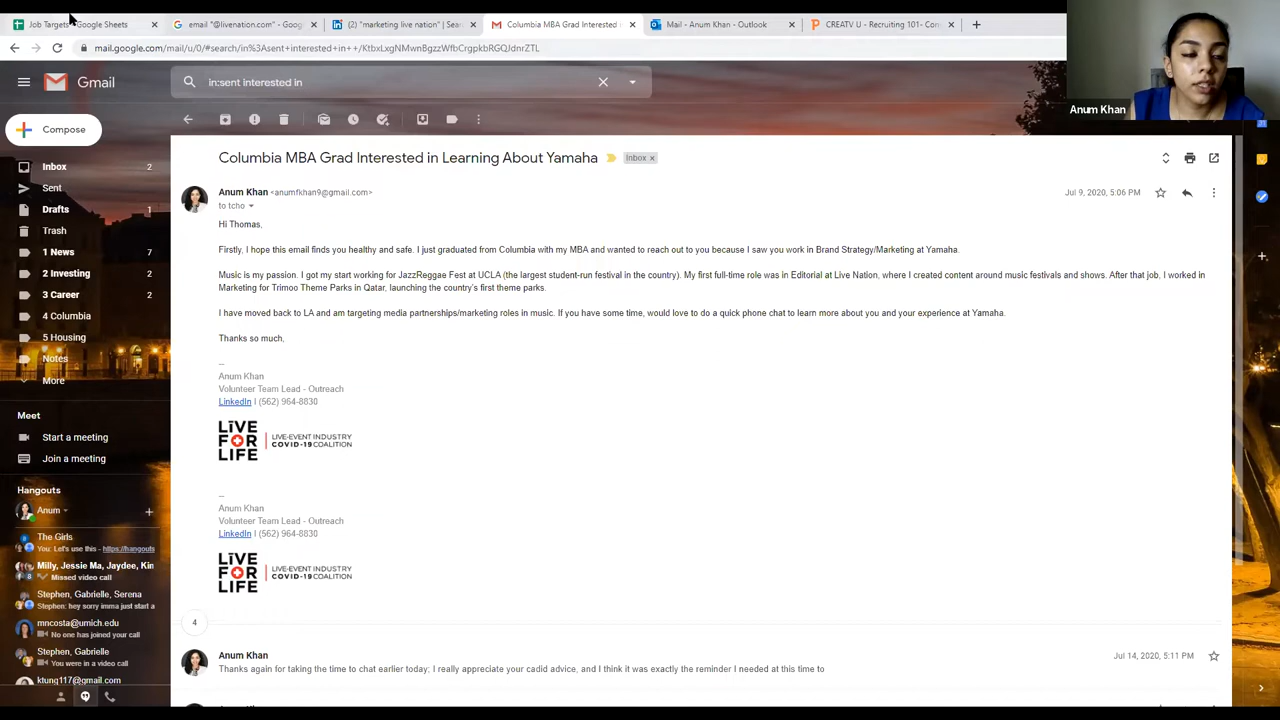 Job Targets - Google Sheets
email "@livenation.com" - Goog
(2) "marketing live nation" | Sear
Columbia MBA Grad Interested i
Mail - Anum Khan - Outlook
CREATV U - Recruiting 101- Con
mail.google.com/mail/u/0/#search/in%3Asent+interested+in++/KtbxLxgNMwnBgzzWfbCrgpkbRGQJdnrZTL
Anum Khan
Gmail
in:sent interested in
Compose
Inbox 2
Sent
Drafts 1
Trash
1 News 7
2 Investing
3 Career 2
4 Columbia
5 Housing
Notes
More
Meet
Start a meeting
Join a meeting
Hangouts
Anum
The Girls
You: Let's use this - https://hangouts
Milly, Jessie Ma, Jaydee, Kin
Missed video call
Stephen, Gabrielle, Serena
Stephen: hey sorry imma just start a
mncosta@umich.edu
No one has joined your call
Stephen, Gabrielle
You were in a video call
ktung117@gmail.com
Columbia MBA Grad Interested in Learning About Yamaha
Inbox x
Anum Khan <anumfkhan9@gmail.com>
Jul 9, 2020, 5:06 PM
to tcho
Hi Thomas,
Firstly, I hope this email finds you healthy and safe. I just graduated from Columbia with my MBA and wanted to reach out to you because I saw you work in Brand Strategy/Marketing at Yamaha.
Music is my passion. I got my start working for JazzReggae Fest at UCLA (the largest student-run festival in the country). My first full-time role was in Editorial at Live Nation, where I created content around music festivals and shows. After that job, I worked in
Marketing for Trimoo Theme Parks in Qatar, launching the country's first theme parks.
I have moved back to LA and am targeting media partnerships/marketing roles in music. If you have some time, would love to do a quick phone chat to learn more about you and your experience at Yamaha.
Thanks so much,
--
Anum Khan
Volunteer Team Lead - Outreach
LinkedIn I (562) 964-8830
LIVE FOR LIFE
LIVE-EVENT INDUSTRY
COVID-19 COALITION
--
Anum Khan
Volunteer Team Lead - Outreach
LinkedIn I (562) 964-8830
LIVE FOR LIFE
LIVE-EVENT INDUSTRY
COVID-19 COALITION
4
Anum Khan
Jul 14, 2020, 5:11 PM
Thanks again for taking the time to chat earlier today; I really appreciate your cadid advice, and I think it was exactly the reminder I needed at this time to